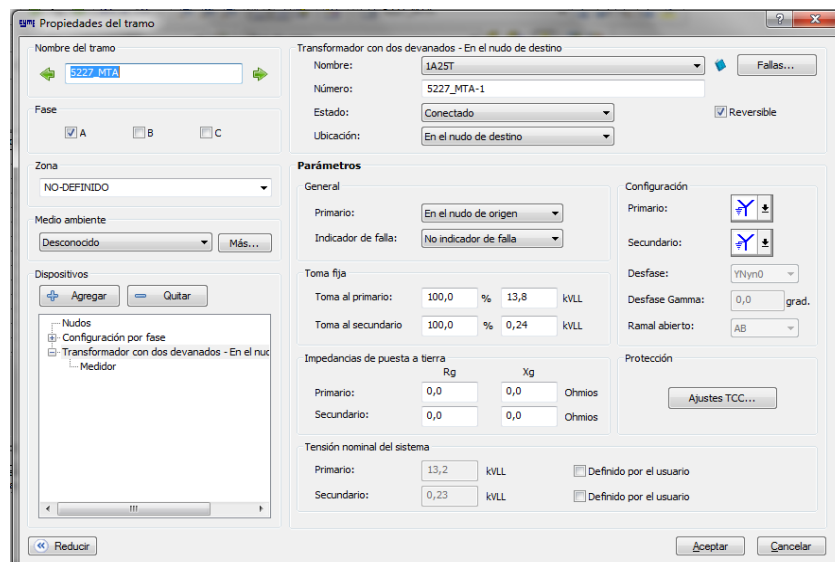 Propiedades del tramo
Nombre del tramo
5227_MTA
Fase
A B C
Zona
NO-DEFINIDO
Medio ambiente
Desconocido Más...
Dispositivos
Agregar Quitar
Nudos
Configuración por fase
Transformador con dos devanados - En el nuc
Medidor
Reducir
Transformador con dos devanados - En el nudo de destino
Nombre: 1A25T Fallas...
Número: 5227_MTA-1
Estado: Conectado Reversible
Ubicación: En el nudo de destino
Parámetros
General
Primario: En el nudo de origen
Indicador de falla: No indicador de falla
Toma fija
Toma al primario: 100,0 % 13,8 kVLL
Toma al secundario 100,0 % 0,24 kVLL
Impedancias de puesta a tierra
Rg Xg
Primario: 0,0 0,0 Ohmios
Secundario: 0,0 0,0 Ohmios
Configuración
Primario:
Secundario:
Desfase: YNyn0
Desfase Gamma: 0,0 grad.
Ramal abierto: AB
Protección
Ajustes TCC...
Tensión nominal del sistema
Primario: 13,2 kVLL Definido por el usuario
Secundario: 0,23 kVLL Definido por el usuario
Aceptar Cancelar